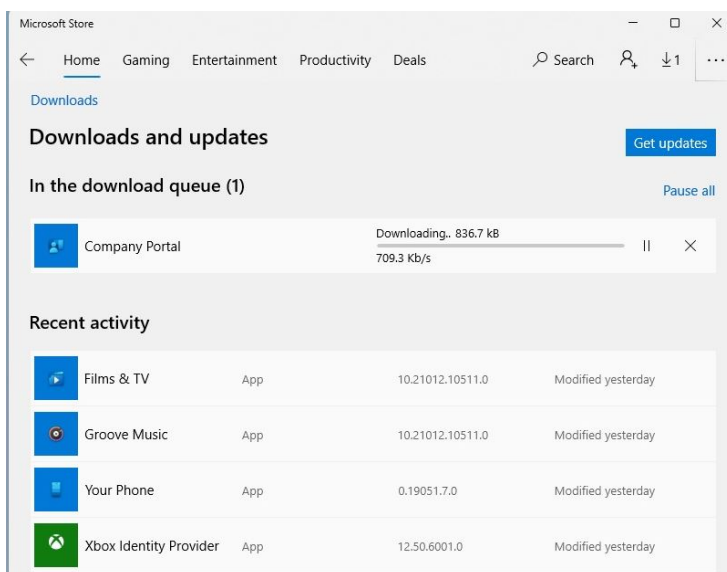 Microsoft Store
Home Gaming Entertainment Productivity Deals Search 1
Downloads
Downloads and updates
Get updates
In the download queue (1)
Pause all
Company Portal
Downloading.. 836.7 kB
709.3 Kb/s
Recent activity
Films & TV App 10.21012.10511.0 Modified yesterday
Groove Music App 10.21012.10511.0 Modified yesterday
Your Phone App 0.19051.7.0 Modified yesterday
Xbox Identity Provider App 12.50.6001.0 Modified yesterday